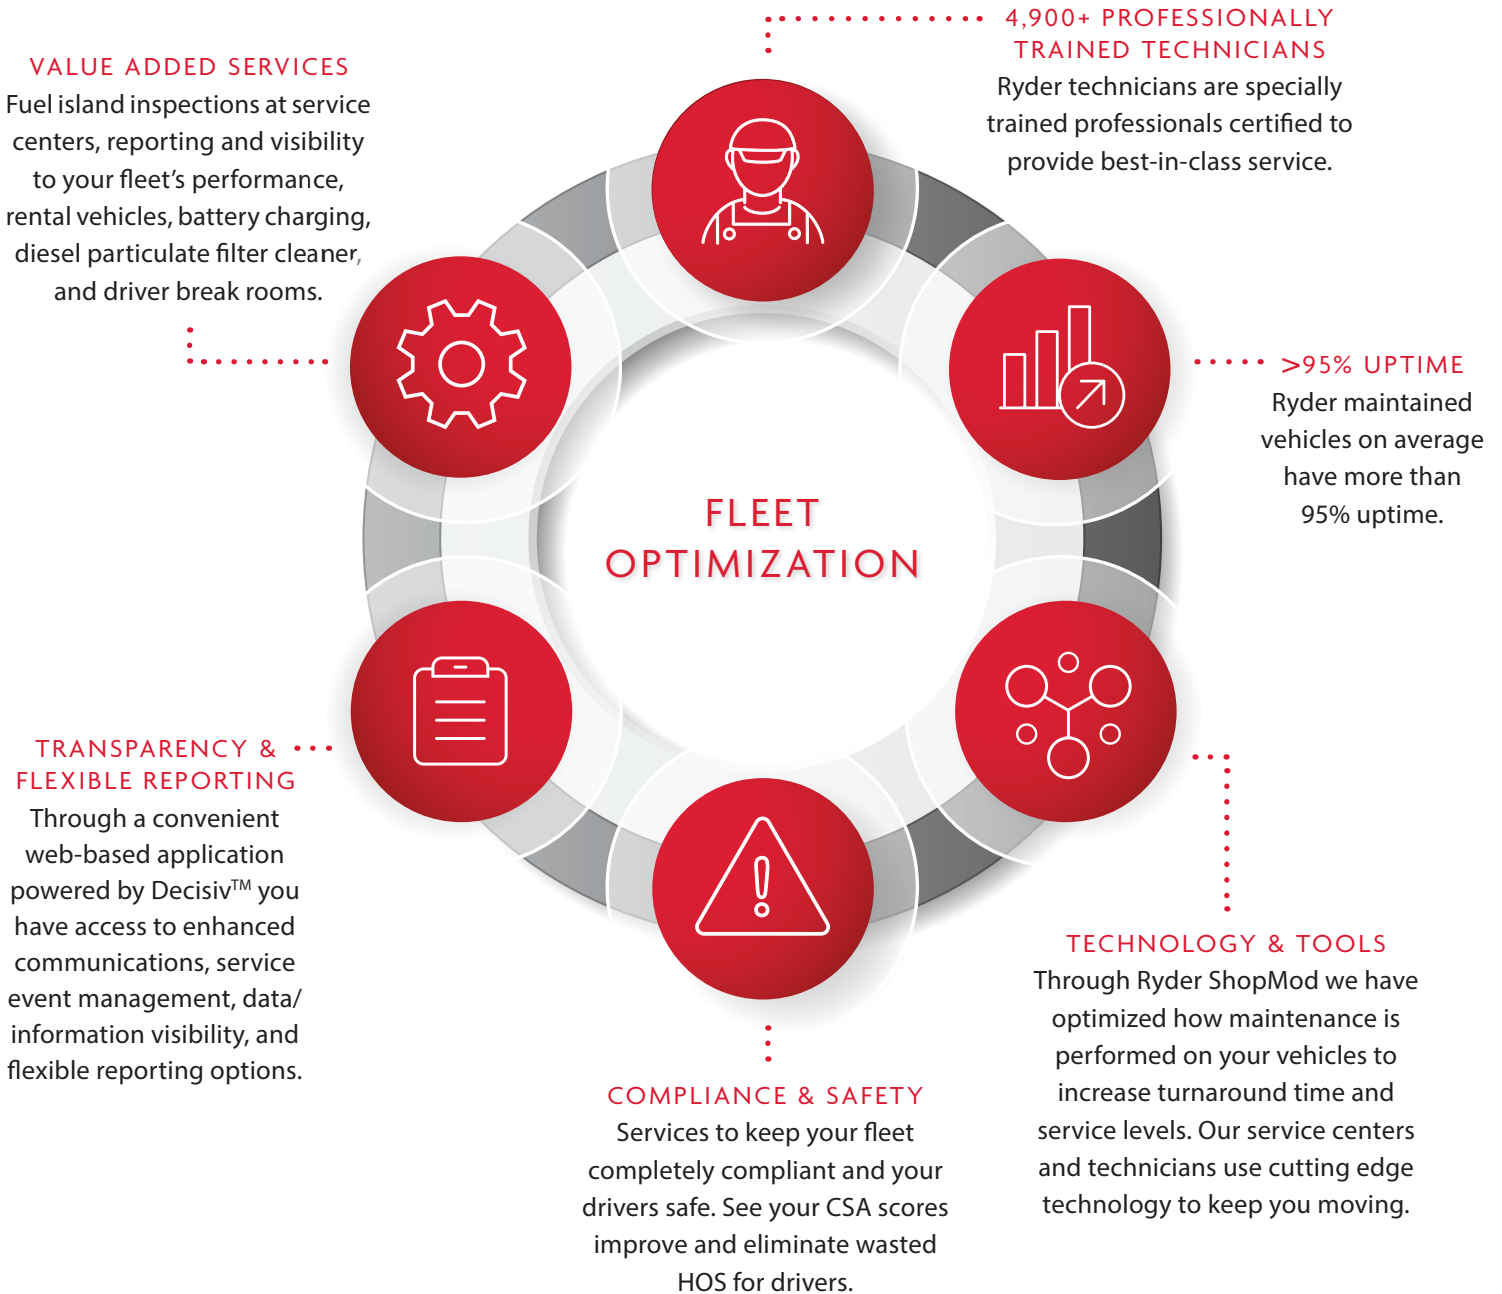 4,900+ PROFESSIONALLY
TRAINED TECHNICIANS
Ryder technicians are specially
trained professionals certified to
provide best-in-class service.
VALUE ADDED SERVICES
Fuel island inspections at service
centers, reporting and visibility
to your fleet’s performance,
rental vehicles, battery charging,
diesel particulate filter cleaner,
and driver break rooms.
>95% UPTIME
Ryder maintained
vehicles on average
have more than
95% uptime.
FLEET
OPTIMIZATION
TRANSPARENCY &
FLEXIBLE REPORTING
Through a convenient
web-based application
powered by Decisiv™ you
have access to enhanced
communications, service
event management, data/
information visibility, and
flexible reporting options.
TECHNOLOGY & TOOLS
Through Ryder ShopMod we have
optimized how maintenance is
performed on your vehicles to
increase turnaround time and
service levels. Our service centers
and technicians use cutting edge
technology to keep you moving.
COMPLIANCE & SAFETY
Services to keep your fleet
completely compliant and your
drivers safe. See your CSA scores
improve and eliminate wasted
HOS for drivers.